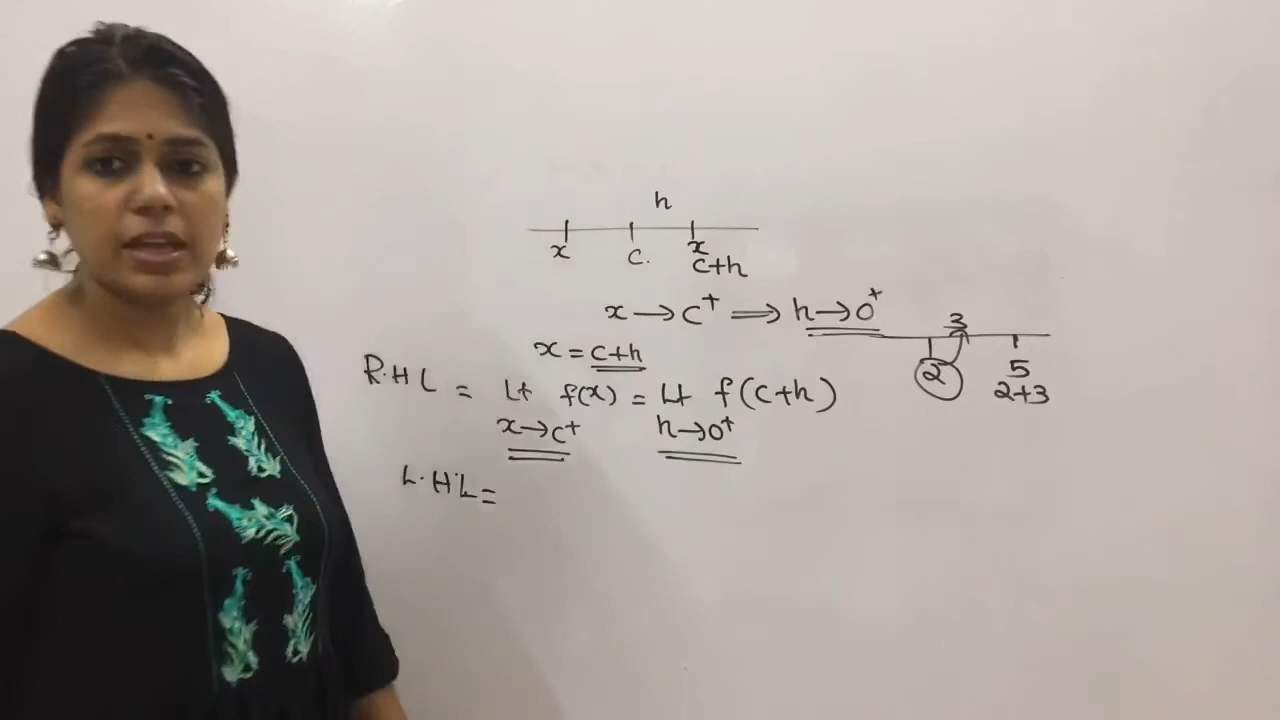 h
x c. x
c+h
x → c⁺ ⟹ h → 0⁺
3
2 5
2+3
x = c+h
R.H L = Lt f(x) = Lt f(c+h)
x → c⁺ h → 0⁺
L.H.L =